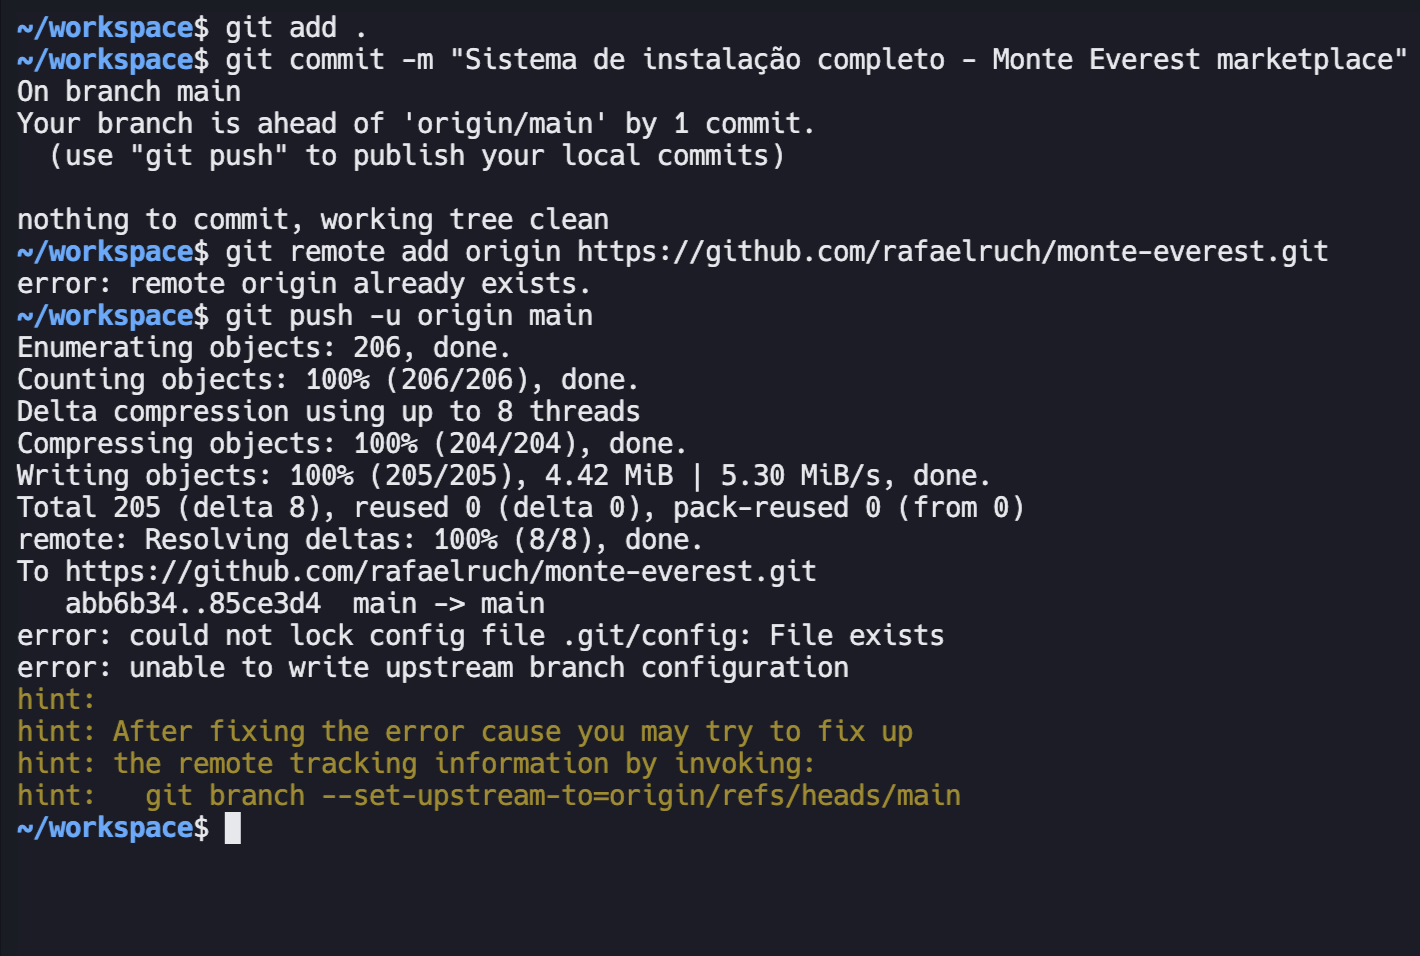 ~/workspace$ git add .
~/workspace$ git commit -m "Sistema de instalação completo - Monte Everest marketplace"
On branch main
Your branch is ahead of 'origin/main' by 1 commit.
  (use "git push" to publish your local commits)

nothing to commit, working tree clean
~/workspace$ git remote add origin https://github.com/rafaelruch/monte-everest.git
error: remote origin already exists.
~/workspace$ git push -u origin main
Enumerating objects: 206, done.
Counting objects: 100% (206/206), done.
Delta compression using up to 8 threads
Compressing objects: 100% (204/204), done.
Writing objects: 100% (205/205), 4.42 MiB | 5.30 MiB/s, done.
Total 205 (delta 8), reused 0 (delta 0), pack-reused 0 (from 0)
remote: Resolving deltas: 100% (8/8), done.
To https://github.com/rafaelruch/monte-everest.git
   abb6b34..85ce3d4  main -> main
error: could not lock config file .git/config: File exists
error: unable to write upstream branch configuration
hint:
hint: After fixing the error cause you may try to fix up
hint: the remote tracking information by invoking:
hint:   git branch --set-upstream-to=origin/refs/heads/main
~/workspace$